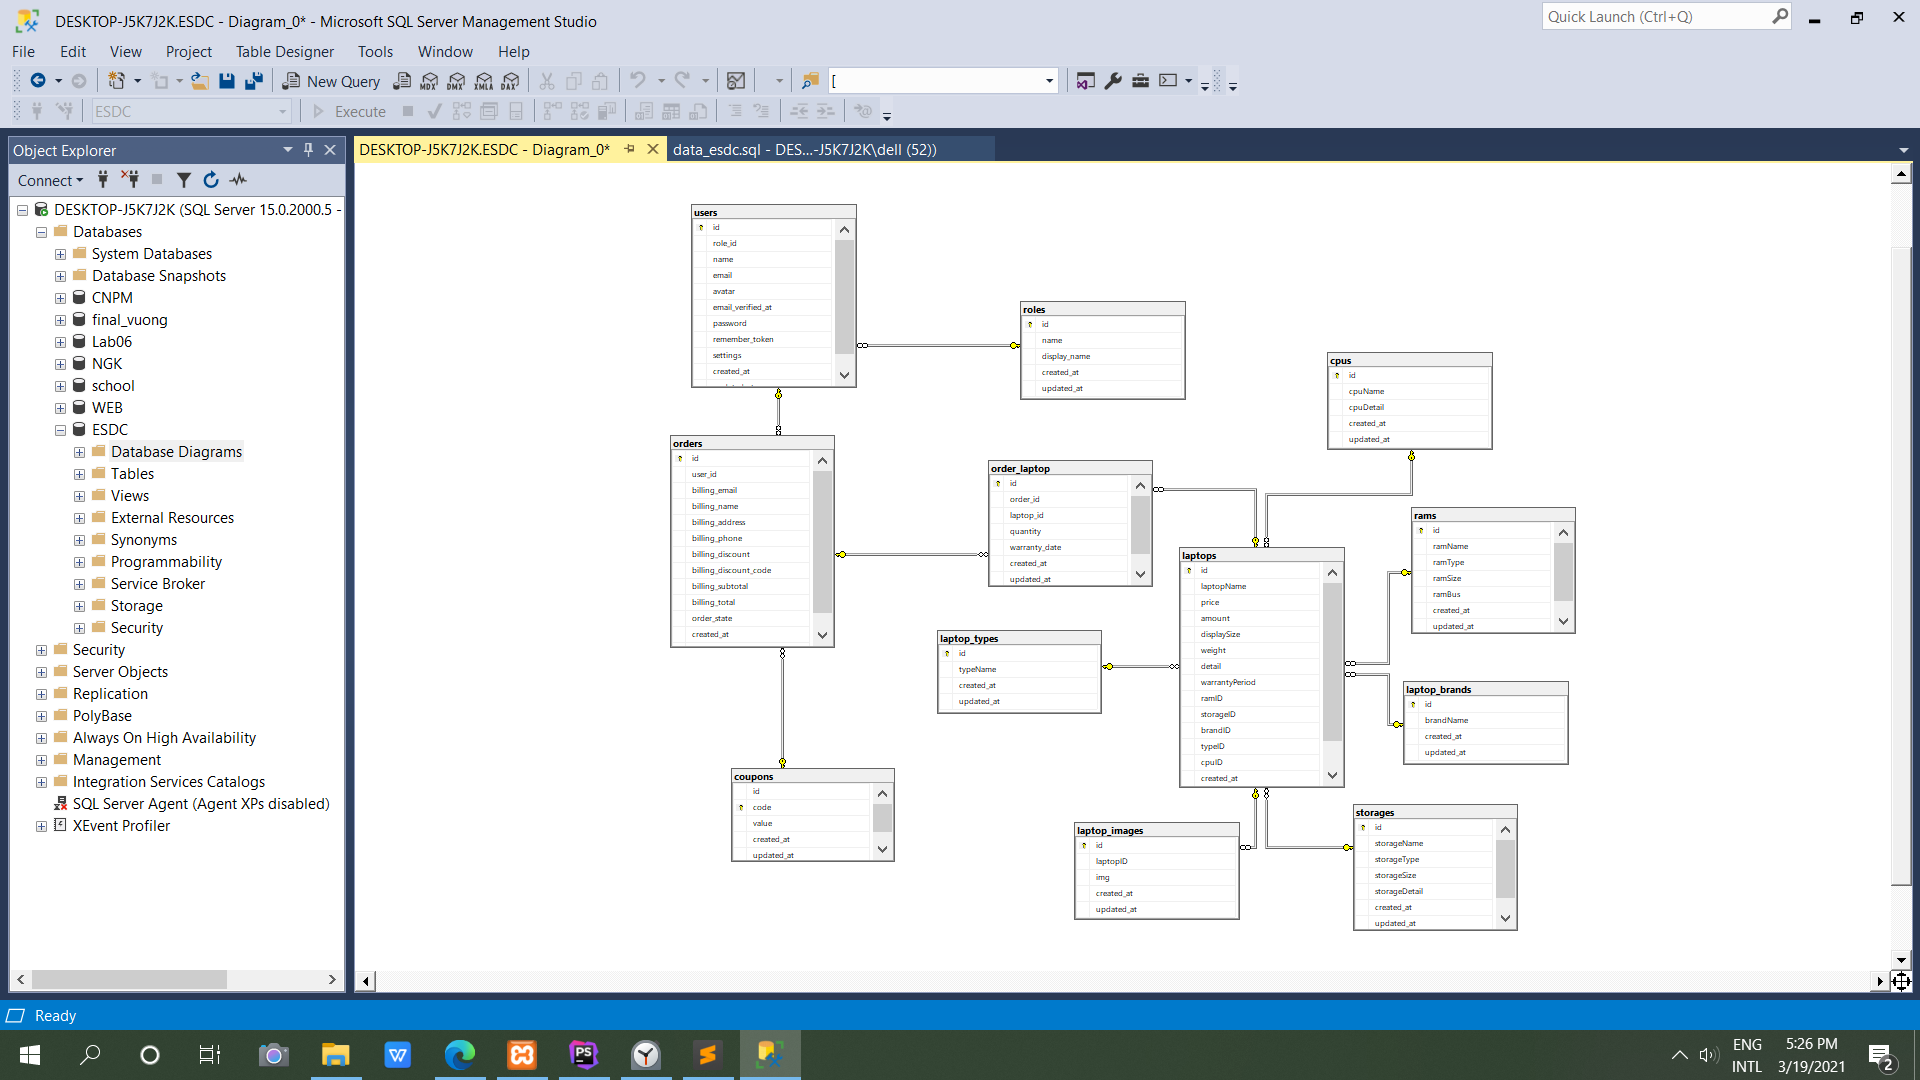 DESKTOP-J5K7J2K.ESDC - Diagram_0* - Microsoft SQL Server Management Studio
Quick Launch (Ctrl+Q)
File Edit View Project Table Designer Tools Window Help
New Query
MDX
DMX
XMLA
DAX
[
ESDC
Execute
Object Explorer
Connect
DESKTOP-J5K7J2K (SQL Server 15.0.2000.5 -
Databases
System Databases
Database Snapshots
CNPM
final_vuong
Lab06
NGK
school
WEB
ESDC
Database Diagrams
Tables
Views
External Resources
Synonyms
Programmability
Service Broker
Storage
Security
Security
Server Objects
Replication
PolyBase
Always On High Availability
Management
Integration Services Catalogs
SQL Server Agent (Agent XPs disabled)
XEvent Profiler
DESKTOP-J5K7J2K.ESDC - Diagram_0*
data_esdc.sql - DES...-J5K7J2K\dell (52))
users
id
role_id
name
email
avatar
email_verified_at
password
remember_token
settings
created_at
roles
id
name
display_name
created_at
updated_at
cpus
id
cpuName
cpuDetail
created_at
updated_at
orders
id
user_id
billing_email
billing_name
billing_address
billing_phone
billing_discount
billing_discount_code
billing_subtotal
billing_total
order_state
created_at
order_laptop
id
order_id
laptop_id
quantity
warranty_date
created_at
updated_at
rams
id
ramName
ramType
ramSize
ramBus
created_at
updated_at
laptops
id
laptopName
price
amount
displaySize
weight
detail
warrantyPeriod
ramID
storageID
brandID
typeID
cpuID
created_at
laptop_types
id
typeName
created_at
updated_at
laptop_brands
id
brandName
created_at
updated_at
coupons
id
code
value
created_at
updated_at
laptop_images
id
laptopID
img
created_at
updated_at
storages
id
storageName
storageType
storageSize
storageDetail
created_at
updated_at
Ready
W
PS
ENG
INTL
5:26 PM
3/19/2021
2